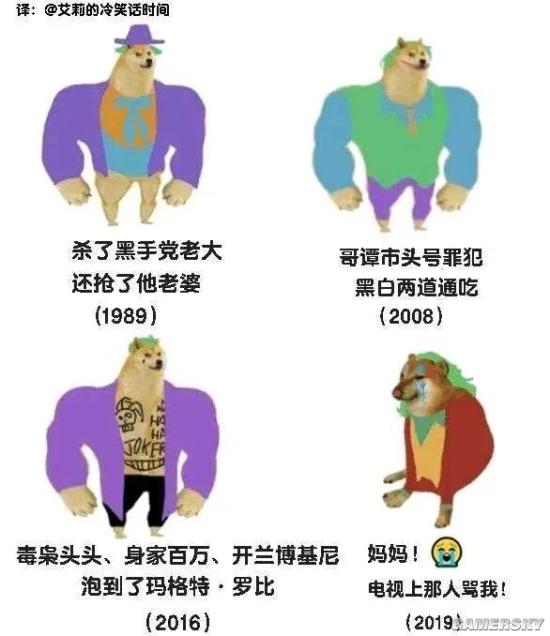 译：@艾莉的冷笑话时间
杀了黑手党老大
还抢了他老婆
(1989)
哥谭市头号罪犯
黑白两道通吃
(2008)
HA
HA
JOKER
毒枭头头、身家百万、开兰博基尼
泡到了玛格特·罗比
(2016)
妈妈！😭
电视上那人骂我！
(2019)
GAMERSKY